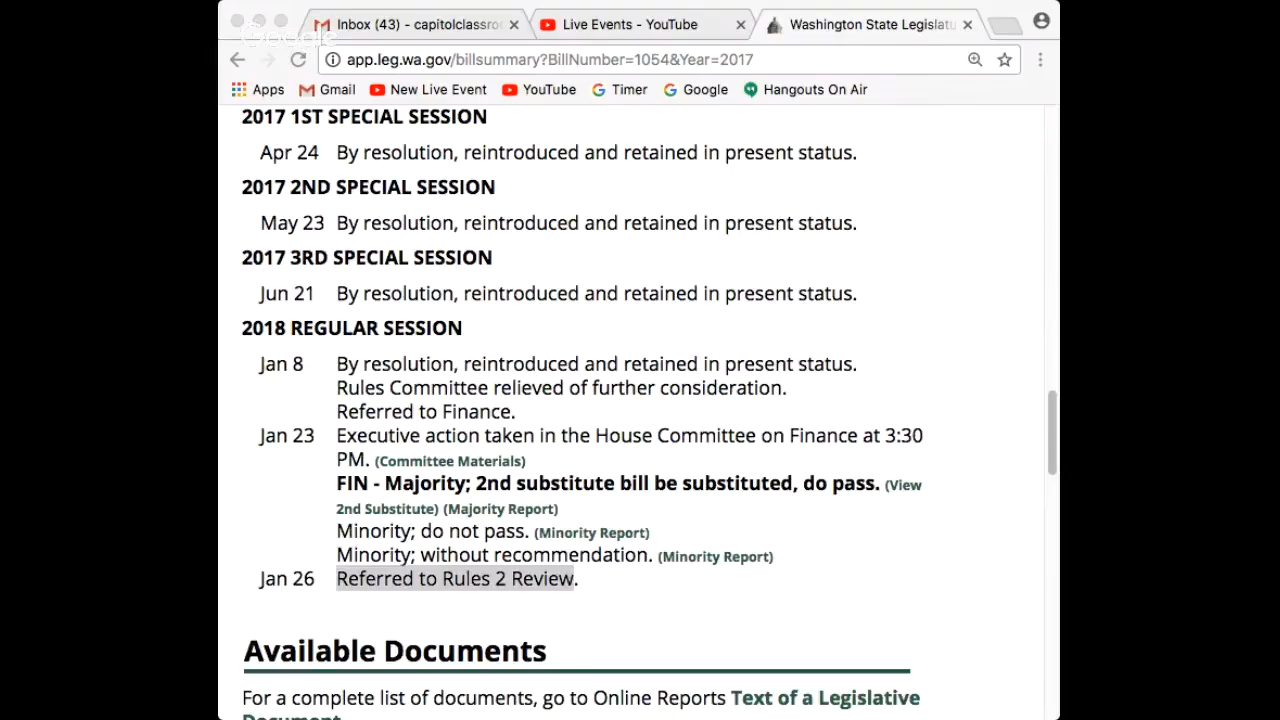 Inbox (43) - capitolclassro
Live Events - YouTube
Washington State Legislatu
Google
app.leg.wa.gov/billsummary?BillNumber=1054&Year=2017
Apps Gmail New Live Event YouTube Timer Google Hangouts On Air
2017 1ST SPECIAL SESSION
Apr 24 By resolution, reintroduced and retained in present status.
2017 2ND SPECIAL SESSION
May 23 By resolution, reintroduced and retained in present status.
2017 3RD SPECIAL SESSION
Jun 21 By resolution, reintroduced and retained in present status.
2018 REGULAR SESSION
Jan 8 By resolution, reintroduced and retained in present status.
Rules Committee relieved of further consideration.
Referred to Finance.
Jan 23 Executive action taken in the House Committee on Finance at 3:30
PM. (Committee Materials)
FIN - Majority; 2nd substitute bill be substituted, do pass. (View
2nd Substitute) (Majority Report)
Minority; do not pass. (Minority Report)
Minority; without recommendation. (Minority Report)
Jan 26 Referred to Rules 2 Review.
Available Documents
For a complete list of documents, go to Online Reports Text of a Legislative
Document